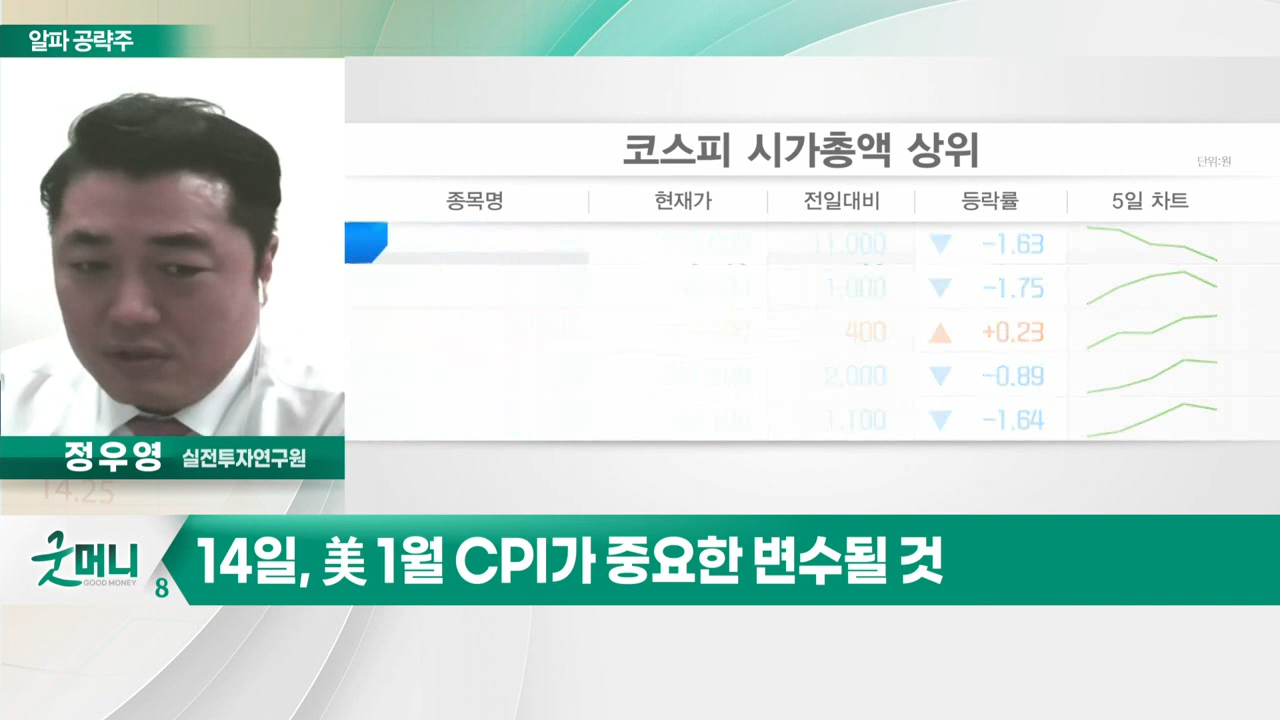 알파 공략주
코스피 시가총액 상위
단위:원
종목명 현재가 전일대비 등락률 5일 차트
11,000 ▼ -1.63
1,000 ▼ -1.75
400 ▲ +0.23
2,000 ▼ -0.89
1,100 ▼ -1.64
정우영 실전투자연구원
14.25
굿머니
GOOD MONEY
8
14일, 美 1월 CPI가 중요한 변수될 것